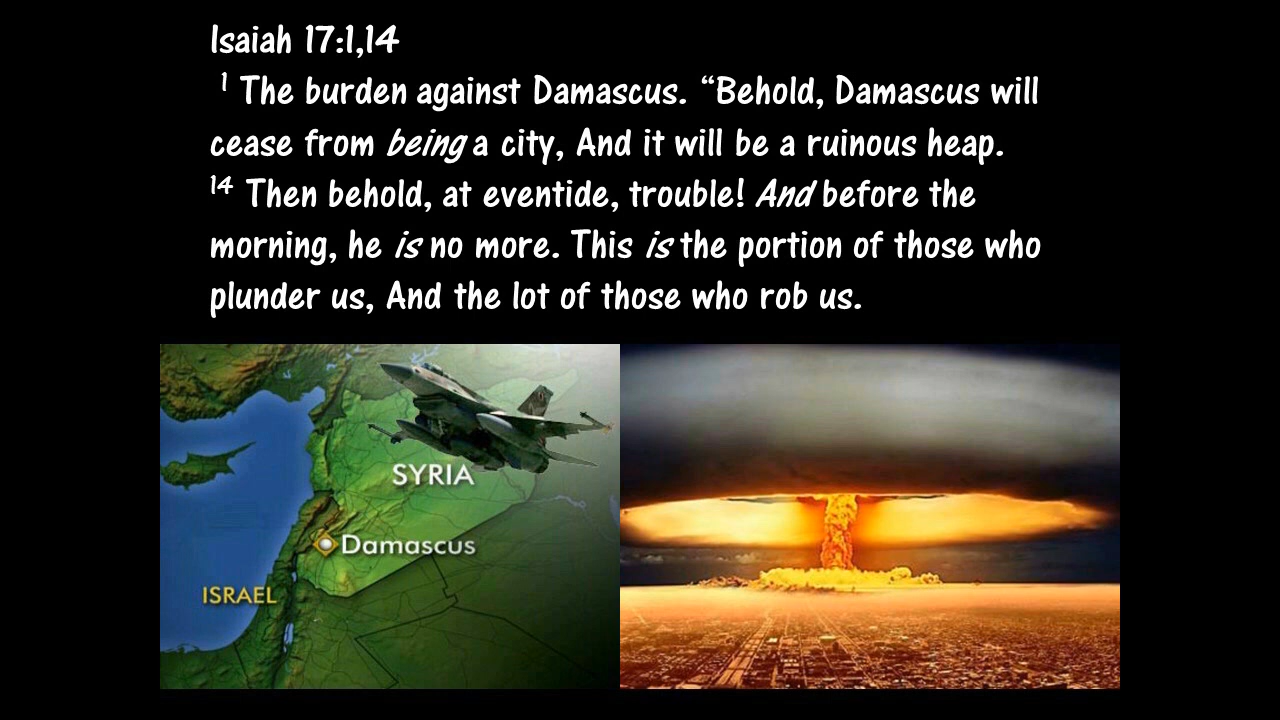 Isaiah 17:1,14
1 The burden against Damascus. “Behold, Damascus will
cease from being a city, And it will be a ruinous heap.
14 Then behold, at eventide, trouble! And before the
morning, he is no more. This is the portion of those who
plunder us, And the lot of those who rob us.
SYRIA
Damascus
ISRAEL